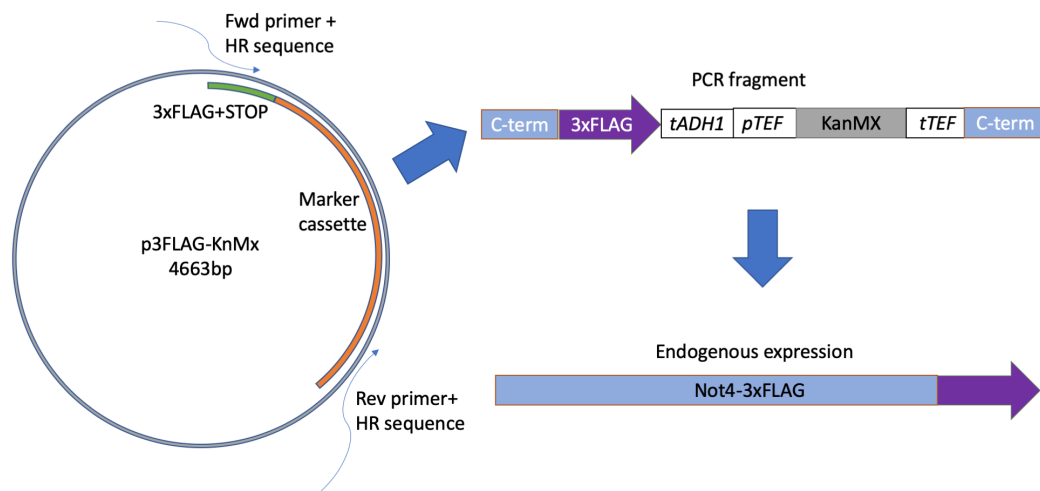 Fwd primer +
HR sequence
3xFLAG+STOP
Marker
cassette
p3FLAG-KnMx
4663bp
Rev primer+
HR sequence
PCR fragment
C-term 3xFLAG tADH1 pTEF KanMX tTEF C-term
Endogenous expression
Not4-3xFLAG